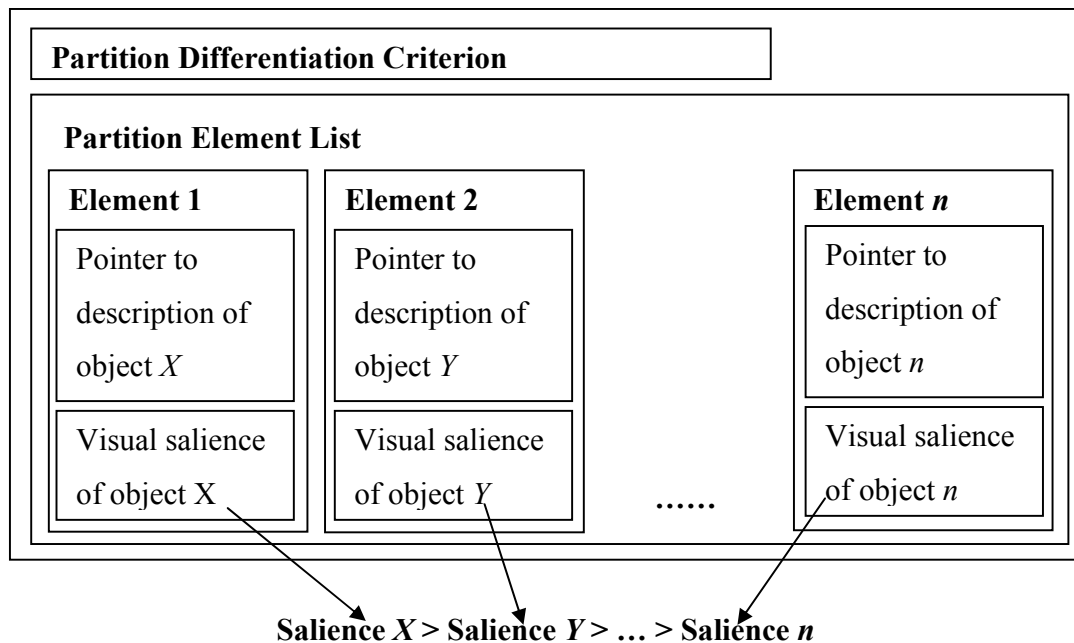 Partition Differentiation Criterion
Partition Element List
Element 1
Pointer to
description of
object X
Visual salience
of object X
Element 2
Pointer to
description of
object Y
Visual salience
of object Y
......
Element n
Pointer to
description of
object n
Visual salience
of object n
Salience X > Salience Y > ... > Salience n